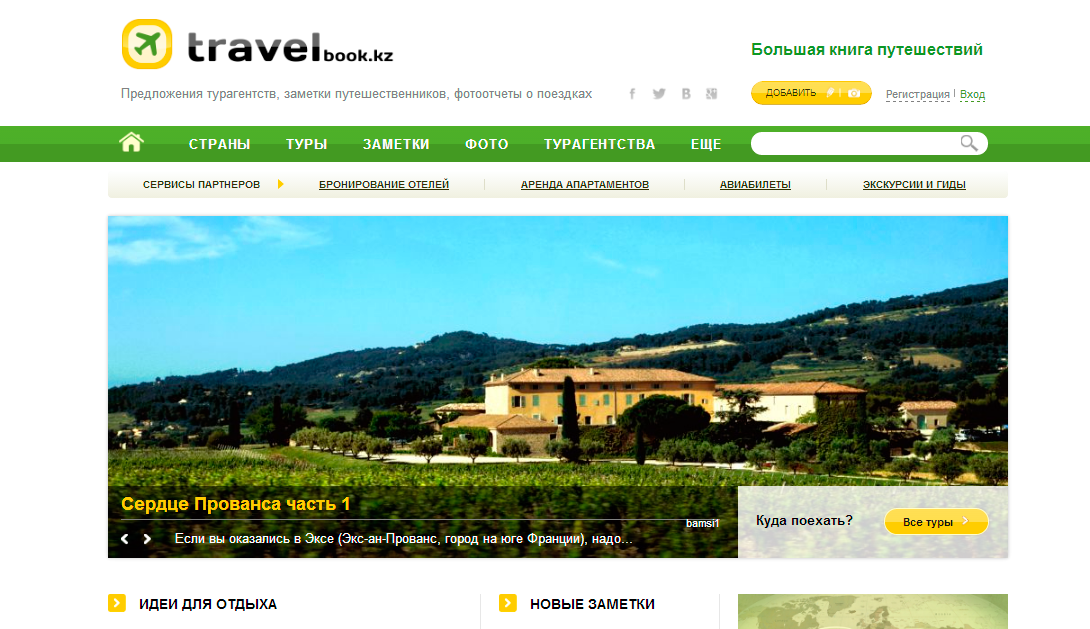 travelbook.kz
Большая книга путешествий
Предложения турагентств, заметки путешественников, фотоотчеты о поездках
ДОБАВИТЬ
Регистрация | Вход
СТРАНЫ ТУРЫ ЗАМЕТКИ ФОТО ТУРАГЕНТСТВА ЕЩЕ
СЕРВИСЫ ПАРТНЕРОВ БРОНИРОВАНИЕ ОТЕЛЕЙ АРЕНДА АПАРТАМЕНТОВ АВИАБИЛЕТЫ ЭКСКУРСИИ И ГИДЫ
Сердце Прованса часть 1
bamsi1
Если вы оказались в Эксе (Экс-ан-Прованс, город на юге Франции), надо...
Куда поехать?
Все туры
ИДЕИ ДЛЯ ОТДЫХА
НОВЫЕ ЗАМЕТКИ